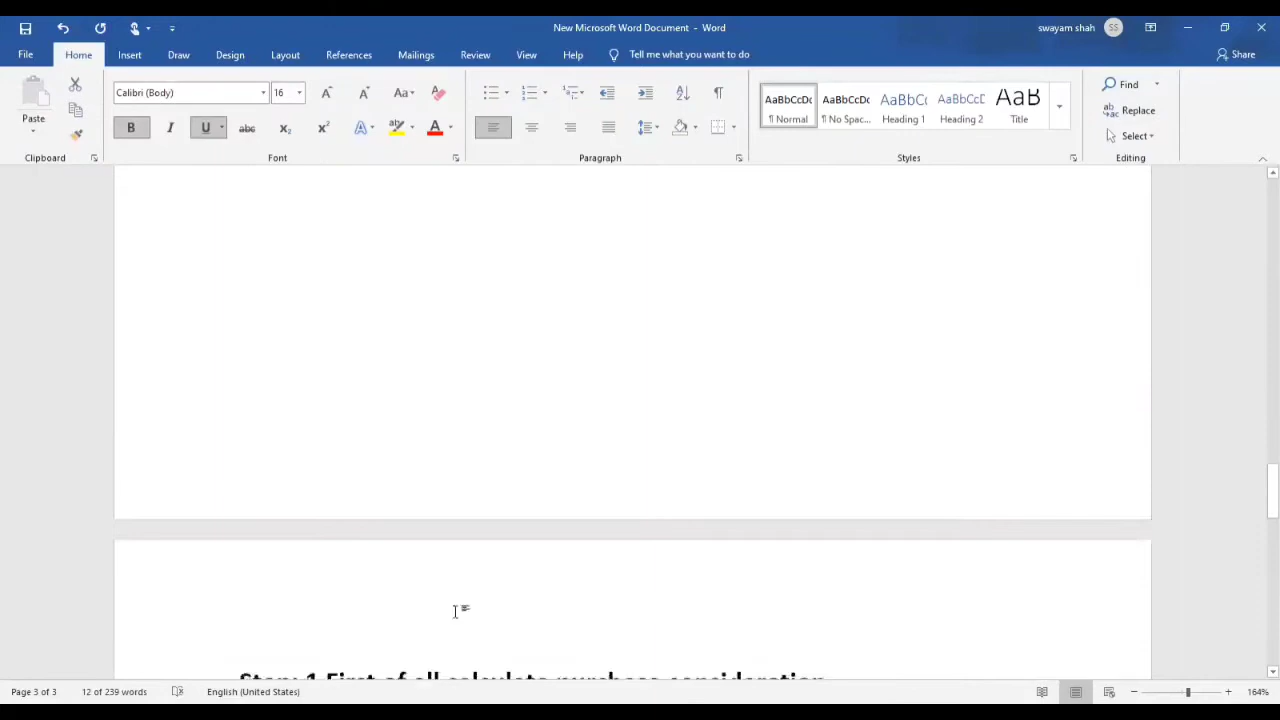 New Microsoft Word Document - Word
swayam shah
SS
File
Home
Insert
Draw
Design
Layout
References
Mailings
Review
View
Help
Tell me what you want to do
Share
Paste
Clipboard
Calibri (Body)
16
Font
Paragraph
AaBbCcDc
¶ Normal
AaBbCcDc
¶ No Spac...
AaBbC(
Heading 1
AaBbCcD
Heading 2
AaB
Title
Styles
Find
Replace
Select
Editing
Step: 1 First of all calculate purchase consideration
Page 3 of 3
12 of 239 words
English (United States)
164%